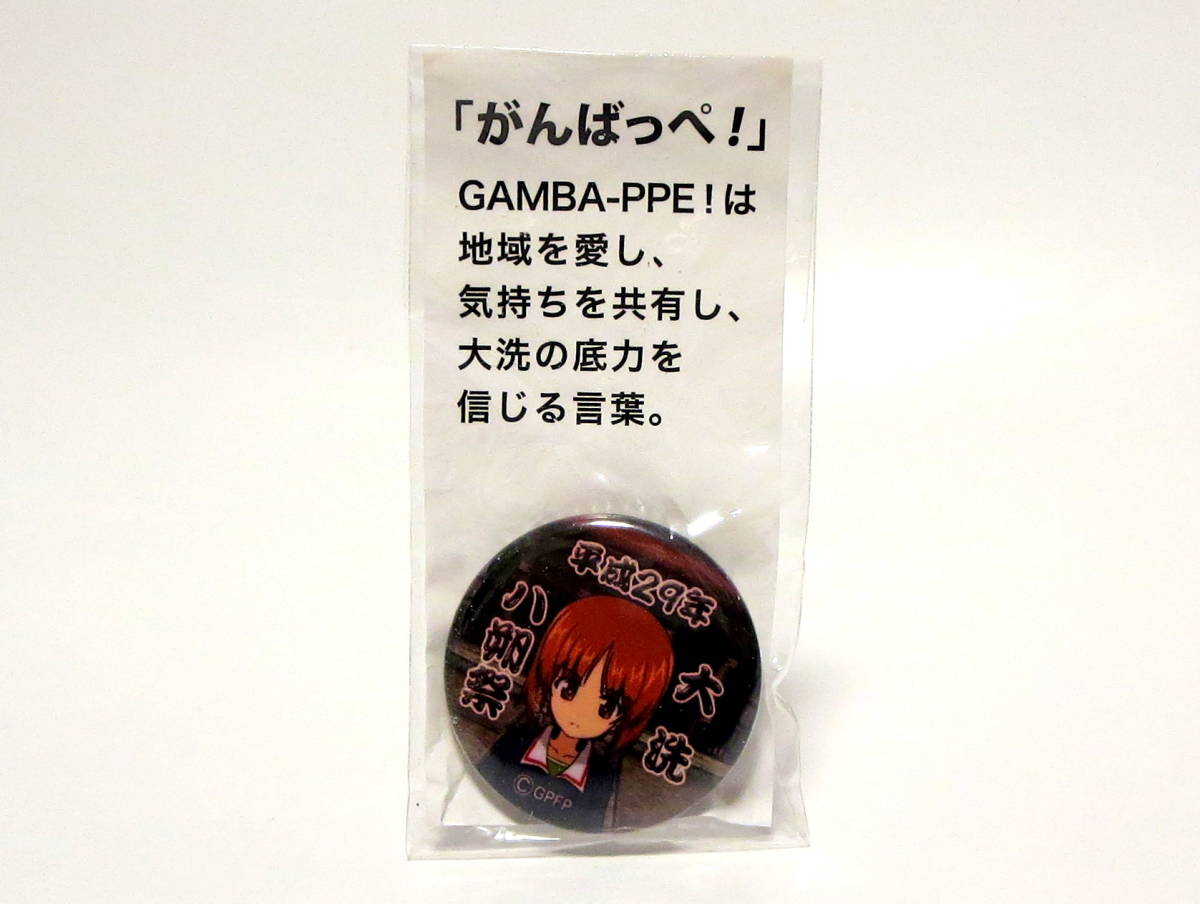 「がんばっぺ！」
GAMBA-PPE！は
地域を愛し、
気持ちを共有し、
大洗の底力を
信じる言葉。
平成29年
大洗
八朔祭
©GPFP